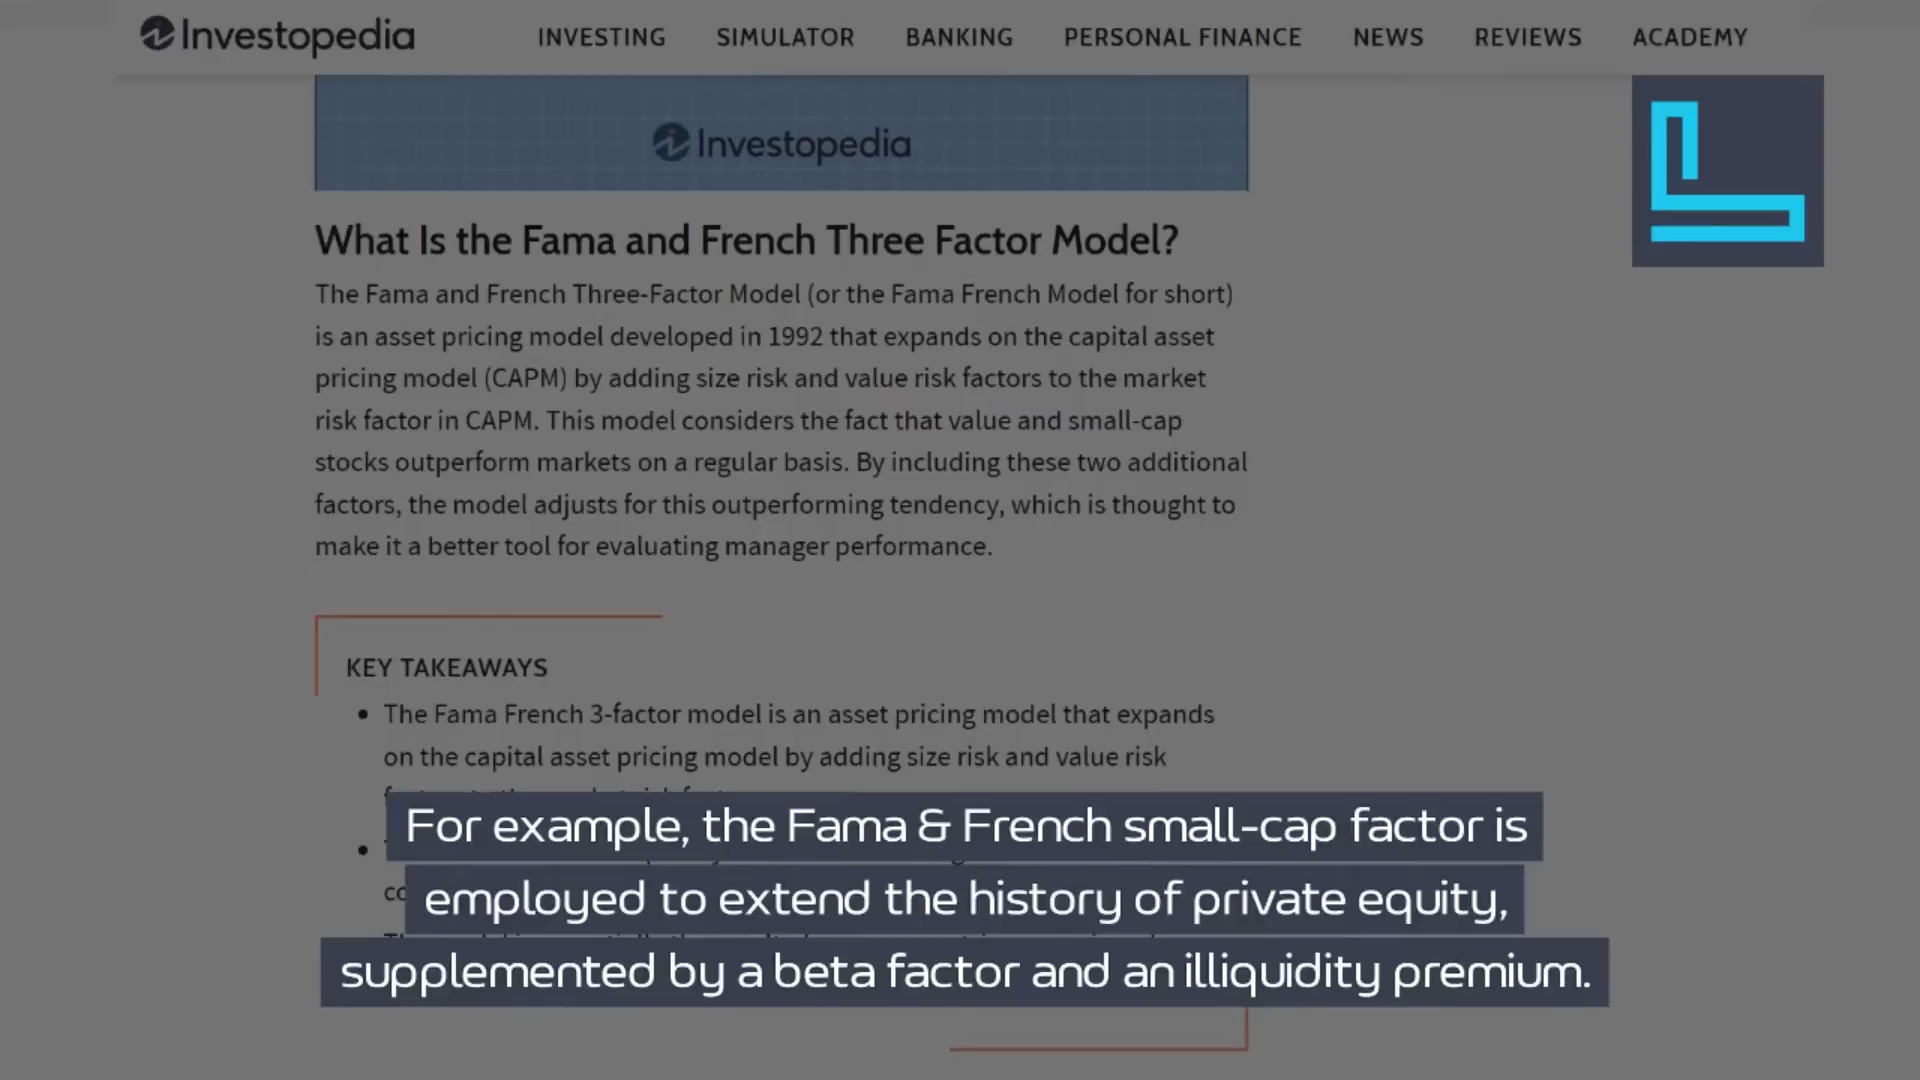 Investopedia
INVESTING SIMULATOR BANKING PERSONAL FINANCE NEWS REVIEWS ACADEMY
Investopedia
What Is the Fama and French Three Factor Model?
The Fama and French Three-Factor Model (or the Fama French Model for short)
is an asset pricing model developed in 1992 that expands on the capital asset
pricing model (CAPM) by adding size risk and value risk factors to the market
risk factor in CAPM. This model considers the fact that value and small-cap
stocks outperform markets on a regular basis. By including these two additional
factors, the model adjusts for this outperforming tendency, which is thought to
make it a better tool for evaluating manager performance.
KEY TAKEAWAYS
• The Fama French 3-factor model is an asset pricing model that expands
on the capital asset pricing model by adding size risk and value risk
For example, the Fama & French small-cap factor is
employed to extend the history of private equity,
supplemented by a beta factor and an illiquidity premium.